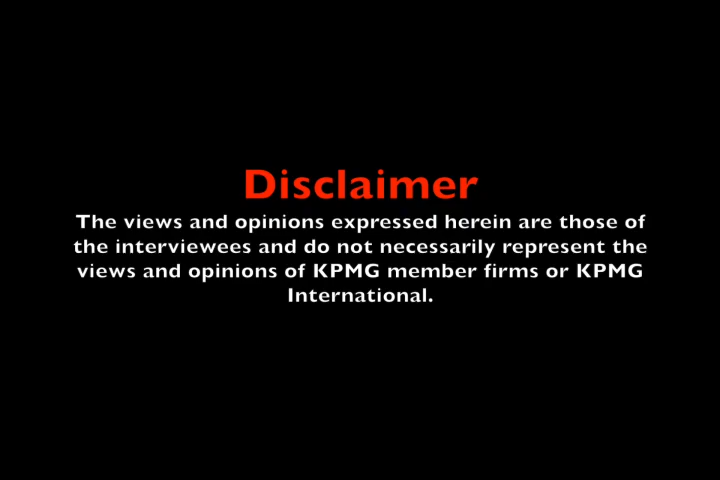 Disclaimer
The views and opinions expressed herein are those of
the interviewees and do not necessarily represent the
views and opinions of KPMG member firms or KPMG
International.